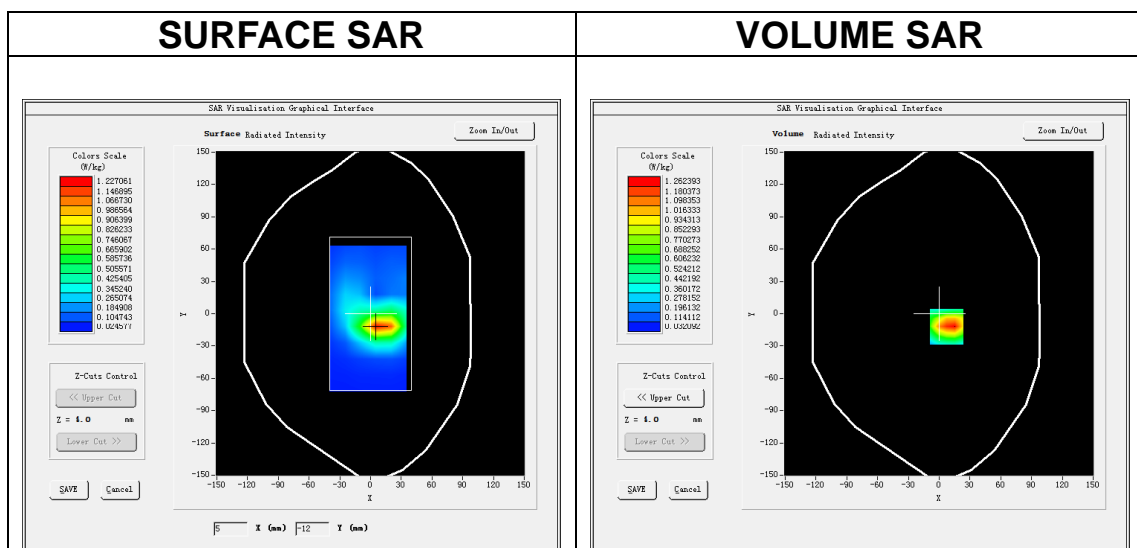 SURFACE SAR
VOLUME SAR
SAR Visualisation Graphical Interface
Surface Radiated Intensity
Zoom In/Out
Colors Scale
(W/kg)
1.227061
1.146895
1.066730
0.986564
0.906399
0.826233
0.746067
0.665902
0.585736
0.505571
0.425405
0.345240
0.265074
0.184908
0.104743
0.024577
Z-Cuts Control
<< Upper Cut
Z = 4.0 mm
Lower Cut >>
SAVE Cancel
150
120
90
60
30
0
-30
-60
-90
-120
-150
Y
-150 -120 -90 -60 -30 0 30 60 90 120 150
X
5 X (mm) -12 Y (mm)
SAR Visualisation Graphical Interface
Volume Radiated Intensity
Zoom In/Out
Colors Scale
(W/kg)
1.262393
1.180373
1.098353
1.016333
0.934313
0.852293
0.770273
0.688252
0.606232
0.524212
0.442192
0.360172
0.278152
0.196132
0.114112
0.032092
Z-Cuts Control
<< Upper Cut
Z = 4.0 mm
Lower Cut >>
SAVE Cancel
150
120
90
60
30
0
-30
-60
-90
-120
-150
Y
-150 -120 -90 -60 -30 0 30 60 90 120 150
X